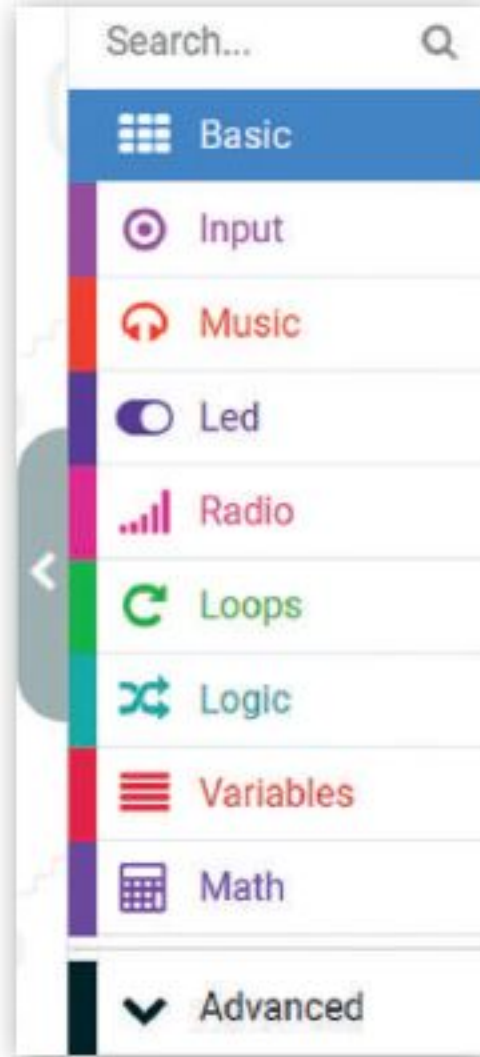 Search...
Basic
Input
Music
Led
Radio
Loops
Logic
Variables
Math
Advanced